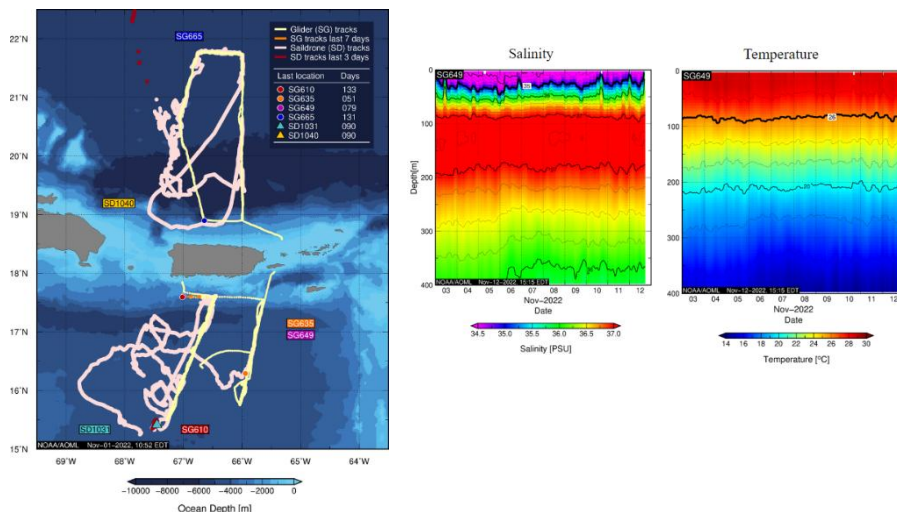 22°N
21°N
20°N
19°N
18°N
17°N
16°N
15°N
69°W
68°W
67°W
66°W
65°W
64°W
SG665
SD1040
SG635
SG649
SD1031
SG610
Glider (SG) tracks
SG tracks last 7 days
Saildrone (SD) tracks
SD tracks last 3 days
Last location Days
SG610 133
SG635 051
SG649 079
SG665 131
SD1031 090
SD1040 090
NOAA/AOML Nov-01-2022, 10:52 EDT
−10000 −8000 −6000 −4000 −2000 0
Ocean Depth [m]
Salinity
SG649
0
100
200
300
400
Depth[m]
35
NOAA/AOML Nov-12-2022, 15:15 EDT
03 04 05 06 07 08 09 10 11 12
Nov-2022
Date
34.5 35.0 35.5 36.0 36.5 37.0
Salinity [PSU]
Temperature
SG649
0
100
200
300
400
26
20
NOAA/AOML Nov-12-2022, 15:15 EDT
03 04 05 06 07 08 09 10 11 12
Nov-2022
Date
14 16 18 20 22 24 26 28 30
Temperature [°C]